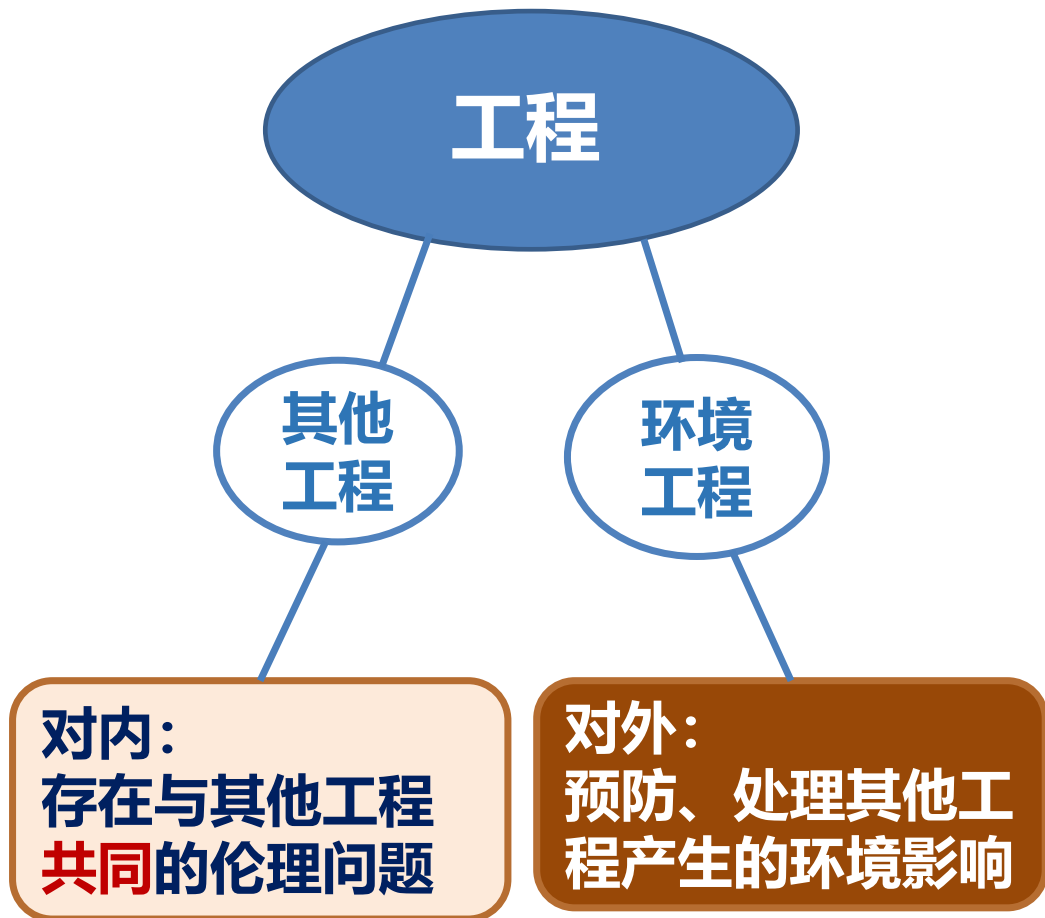 工程
其他
工程
环境
工程
对内：
存在与其他工程
共同的伦理问题
对外：
预防、处理其他工
程产生的环境影响